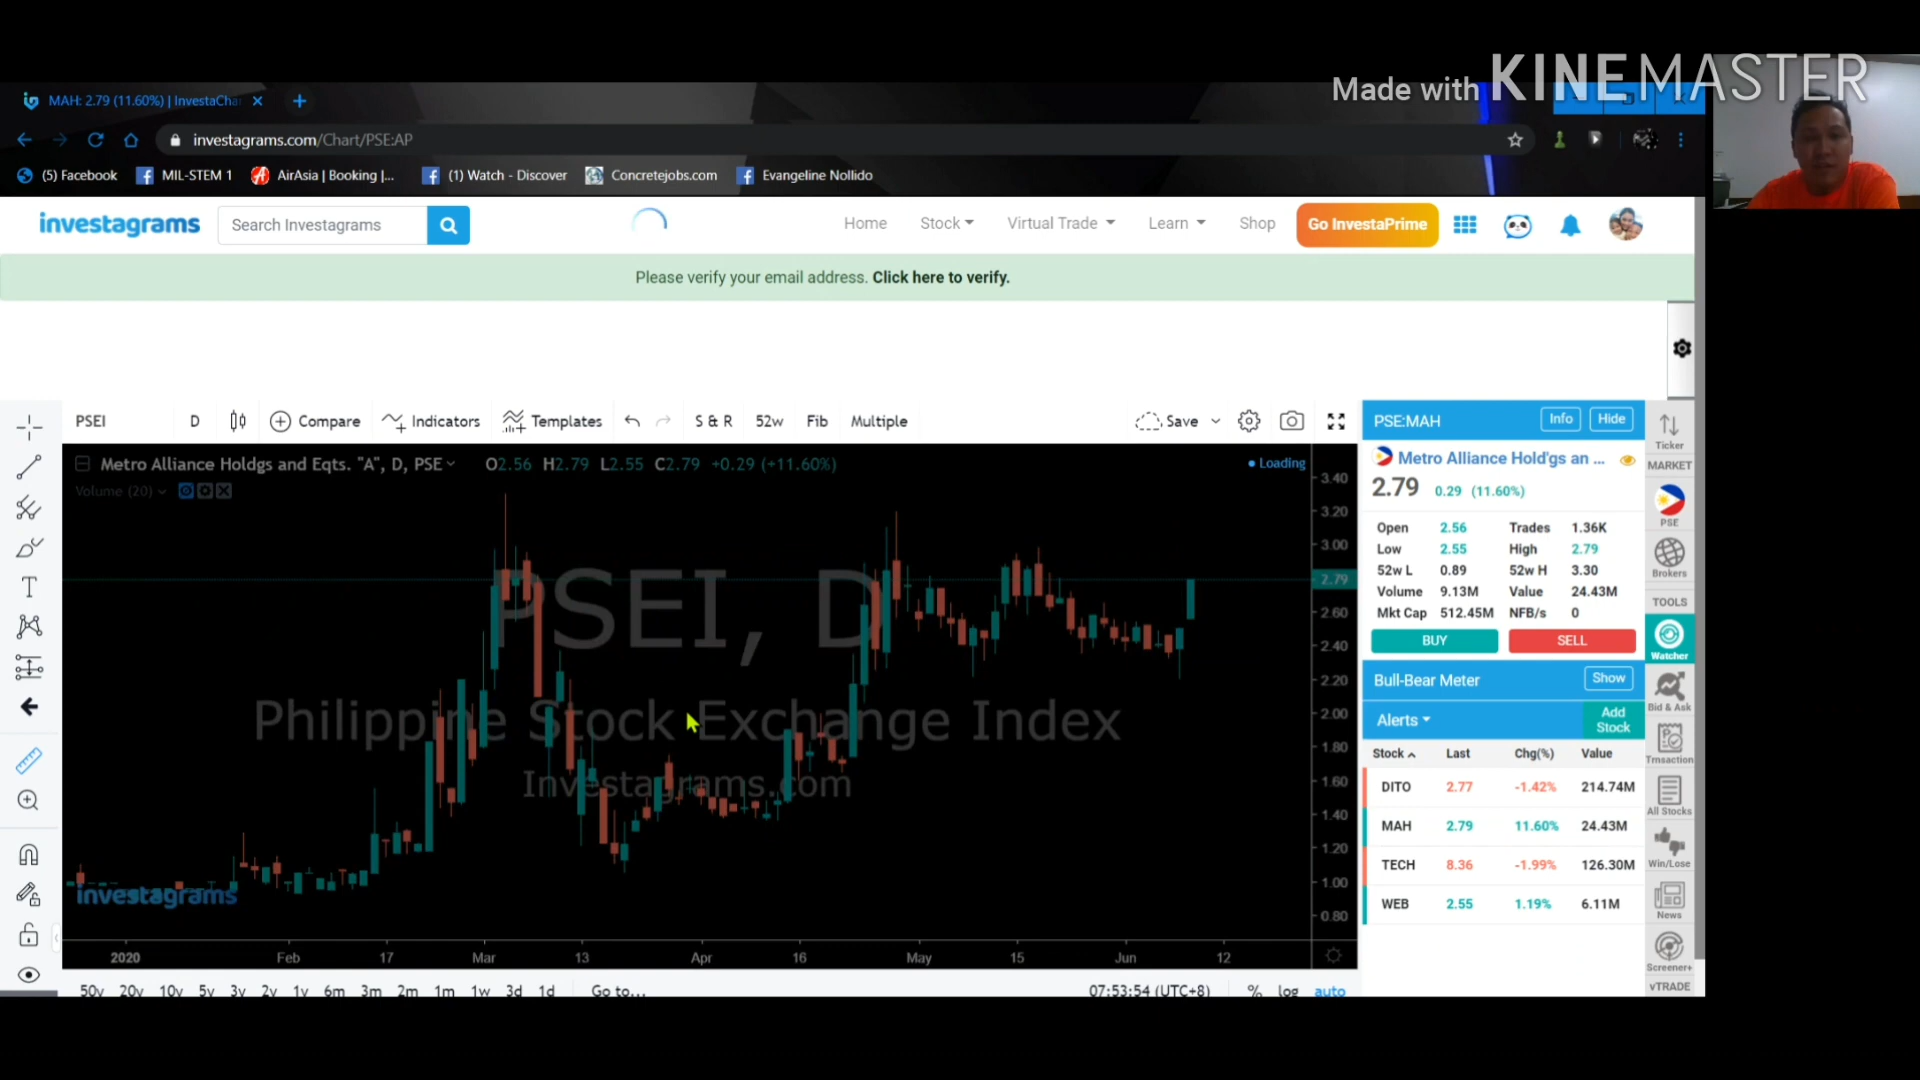 Made with KINEMASTER
MAH: 2.79 (11.60%) | InvestaCha
investagrams.com/Chart/PSE:AP
(5) Facebook MIL-STEM 1 AirAsia | Booking |... (1) Watch - Discover Concretejobs.com Evangeline Nollido
investagrams Search Investagrams Home Stock Virtual Trade Learn Shop Go InvestaPrime
Please verify your email address. Click here to verify.
PSEI D Compare Indicators Templates S & R 52w Fib Multiple Save
Metro Alliance Holdgs and Eqts. "A", D, PSE O2.56 H2.79 L2.55 C2.79 +0.29 (+11.60%) Loading
Volume (20)
PSEI, D
Philippine Stock Exchange Index
Investagrams.com
investagrams
3.40
3.20
3.00
2.79
2.60
2.40
2.20
2.00
1.80
1.60
1.40
1.20
1.00
0.80
2020 Feb 17 Mar 13 Apr 16 May 15 Jun 12
50y 20y 10y 5y 3y 2y 1y 6m 3m 2m 1m 1w 3d 1d Go to... 07:53:54 (UTC+8) % log auto
PSE:MAH Info Hide
Metro Alliance Hold'gs an ...
2.79 0.29 (11.60%)
Open 2.56 Trades 1.36K
Low 2.55 High 2.79
52w L 0.89 52w H 3.30
Volume 9.13M Value 24.43M
Mkt Cap 512.45M NFB/s 0
BUY SELL
Bull-Bear Meter Show
Alerts Add Stock
Stock Last Chg(%) Value
DITO 2.77 -1.42% 214.74M
MAH 2.79 11.60% 24.43M
TECH 8.36 -1.99% 126.30M
WEB 2.55 1.19% 6.11M
Ticker
MARKET
PSE
Brokers
TOOLS
Watcher
Bid & Ask
Trnsaction
All Stocks
Win/Lose
News
Screener+
vTRADE